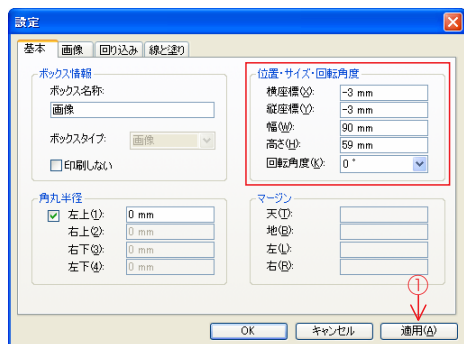 設定
基本 画像 回り込み 線と塗り
ボックス情報
ボックス名称:
画像
ボックスタイプ: 画像
印刷しない
位置・サイズ・回転角度
横座標(X): -3 mm
縦座標(Y): -3 mm
幅(W): 90 mm
高さ(H): 59 mm
回転角度(K): 0 °
角丸半径
左上(1): 0 mm
右上(2): 0 mm
右下(3): 0 mm
左下(4): 0 mm
マージン
天(T):
地(B):
左(L):
右(R):
①
OK キャンセル 適用(A)